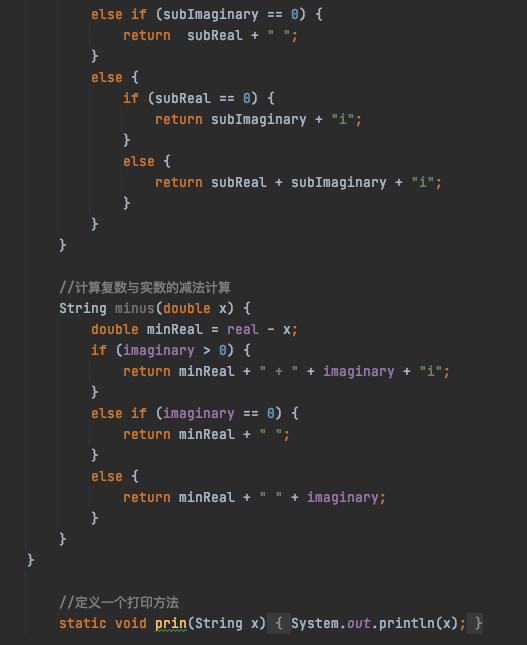 else if (subImaginary == 0) {
return  subReal + " ";
}
else {
if (subReal == 0) {
return subImaginary + "i";
}
else {
return subReal + subImaginary + "i";
}
}
}
//计算复数与实数的减法计算
String minus(double x) {
double minReal = real - x;
if (imaginary > 0) {
return minReal + " + " + imaginary + "i";
}
else if (imaginary == 0) {
return minReal + " ";
}
else {
return minReal + " " + imaginary;
}
}
}
//定义一个打印方法
static void prin(String x) { System.out.println(x); }